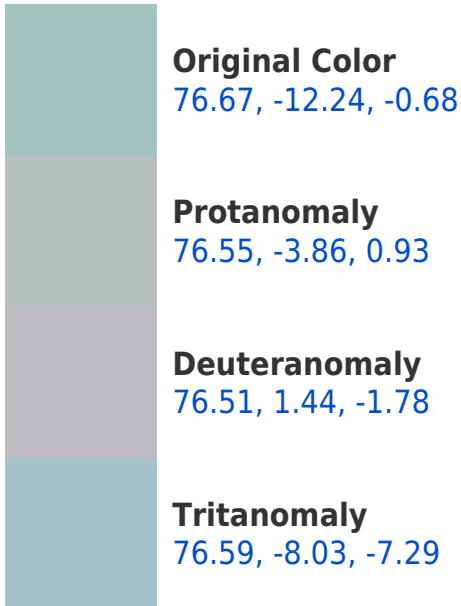 Original Color
76.67, -12.24, -0.68
Protanomaly
76.55, -3.86, 0.93
Deuteranomaly
76.51, 1.44, -1.78
Tritanomaly
76.59, -8.03, -7.29